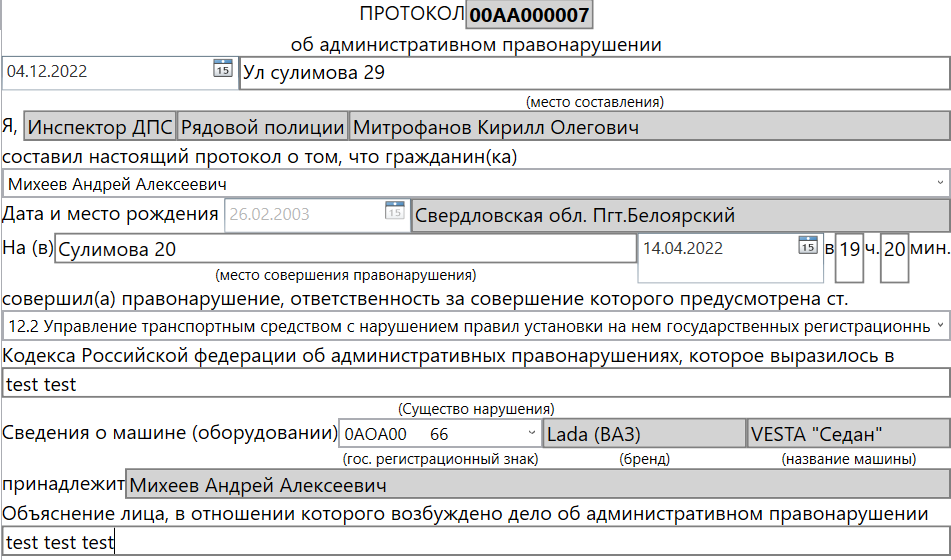 ПРОТОКОЛ 00АА000007
об административном правонарушении
04.12.2022 15 Ул сулимова 29
(место составления)
Я, Инспектор ДПС Рядовой полиции Митрофанов Кирилл Олегович
составил настоящий протокол о том, что гражданин(ка)
Михеев Андрей Алексеевич
Дата и место рождения 26.02.2003 15 Свердловская обл. Пгт.Белоярский
На (в) Сулимова 20 14.04.2022 15 в 19 ч. 20 мин.
(место совершения правонарушения)
совершил(а) правонарушение, ответственность за совершение которого предусмотрена ст.
12.2 Управление транспортным средством с нарушением правил установки на нем государственных регистрационнь
Кодекса Российской федерации об административных правонарушениях, которое выразилось в
test test
(Существо нарушения)
Сведения о машине (оборудовании) 0АОА00 66 Lada (ВАЗ) VESTA "Седан"
(гос. регистрационный знак) (бренд) (название машины)
принадлежит Михеев Андрей Алексеевич
Объяснение лица, в отношении которого возбуждено дело об административном правонарушении
test test test